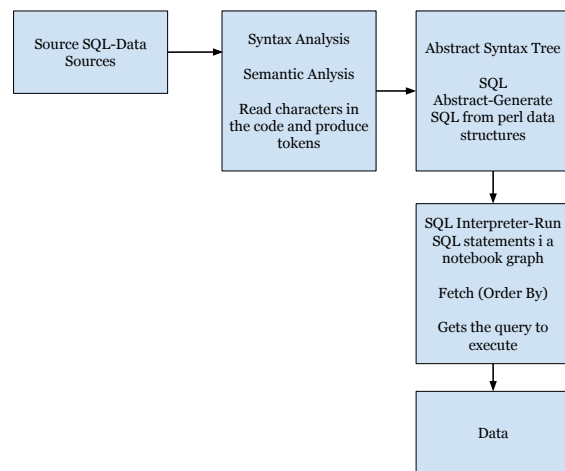 Source SQL-Data
Sources
Syntax Analysis
Semantic Anlysis
Read characters in
the code and produce
tokens
Abstract Syntax Tree
SQL
Abstract-Generate
SQL from perl data
structures
SQL Interpreter-Run
SQL statements i a
notebook graph
Fetch (Order By)
Gets the query to
execute
Data